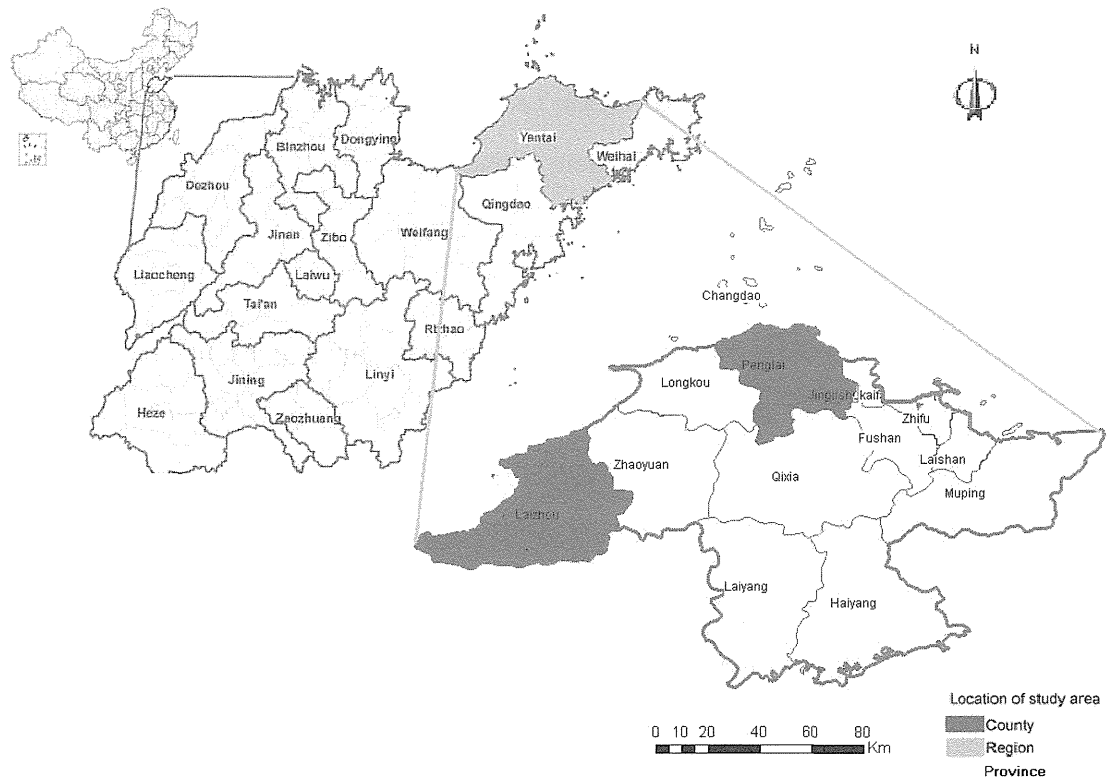 N
Yantai
Binzhou
Dongying
Weihai
Dezhou
Qingdao
Jinan
Zibo
Weifang
Liaocheng
Laiwu
Tai'an
Changdao
Rizhao
Penglai
Jining
Linyi
Longkou
Heze
Zaozhuang
Zhifu
Fushan
Laishan
Zhaoyuan
Qixia
Muping
Laizhou
Laiyang
Haiyang
Location of study area
County
Region
Province
0 10 20 40 60 80
Km